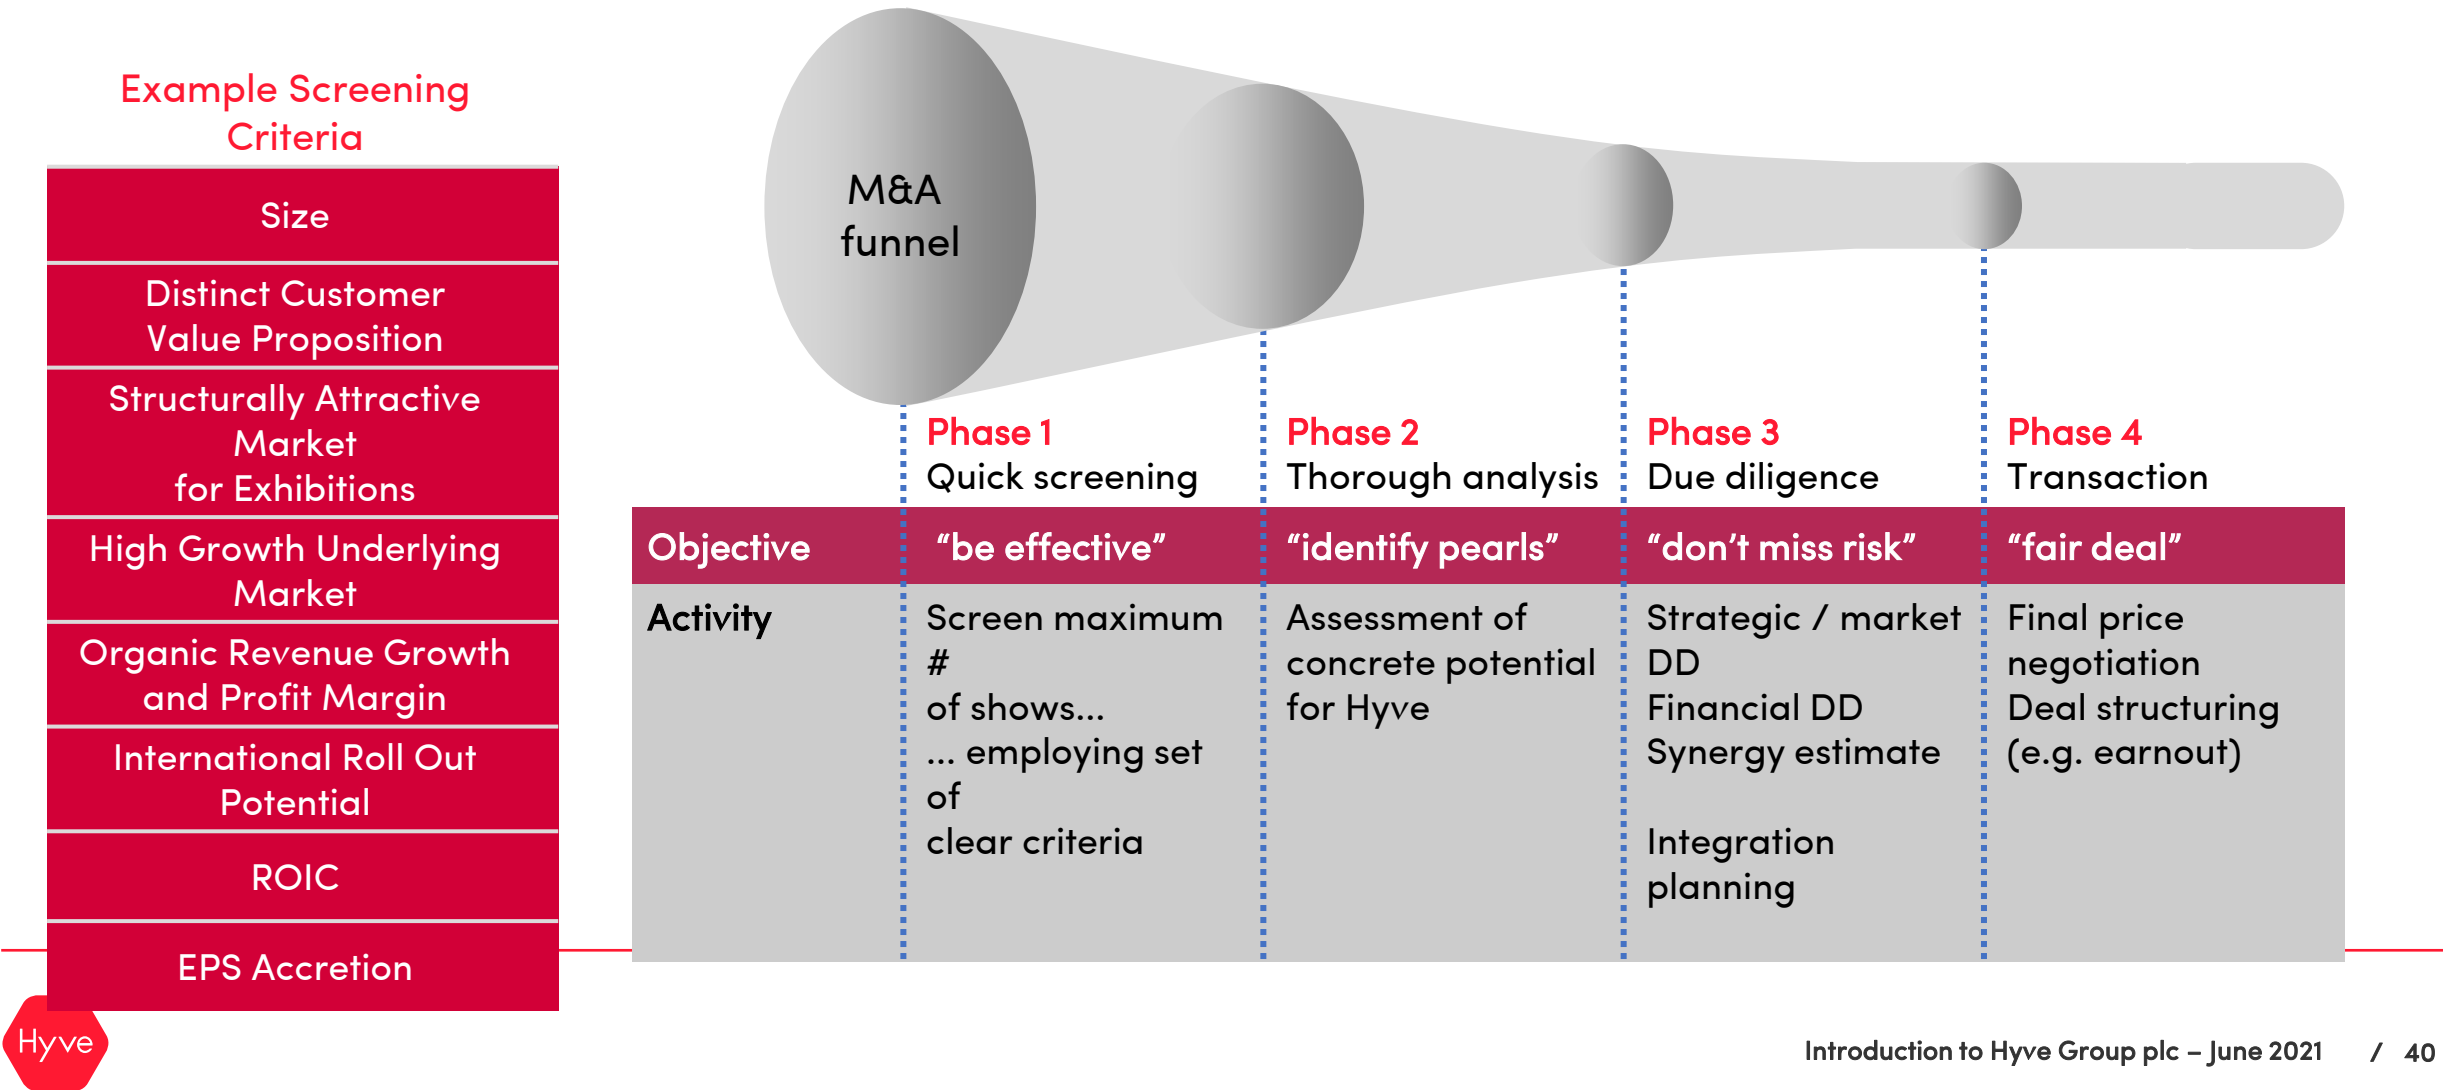 Example Screening
Criteria
Size
Distinct Customer
Value Proposition
Structurally Attractive
Market
for Exhibitions
High Growth Underlying
Market
Organic Revenue Growth
and Profit Margin
International Roll Out
Potential
ROIC
EPS Accretion
M&A
funnel
Phase 1
Quick screening
Phase 2
Thorough analysis
Phase 3
Due diligence
Phase 4
Transaction
Objective
“be effective”
“identify pearls”
“don’t miss risk”
“fair deal”
Activity
Screen maximum
#
of shows...
... employing set
of
clear criteria
Assessment of
concrete potential
for Hyve
Strategic / market
DD
Financial DD
Synergy estimate
Integration
planning
Final price
negotiation
Deal structuring
(e.g. earnout)
Hyve
Introduction to Hyve Group plc – June 2021 / 40